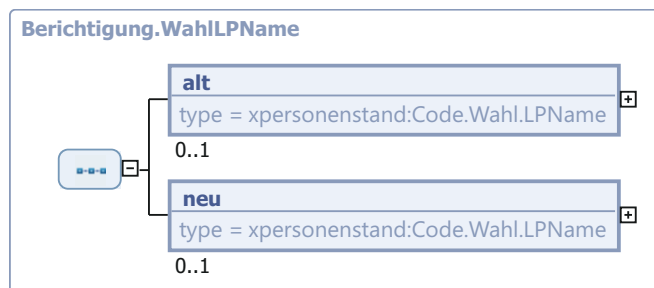 Berichtigung.WahlLPName
alt
type = xpersonenstand:Code.Wahl.LPName
0..1
neu
type = xpersonenstand:Code.Wahl.LPName
0..1